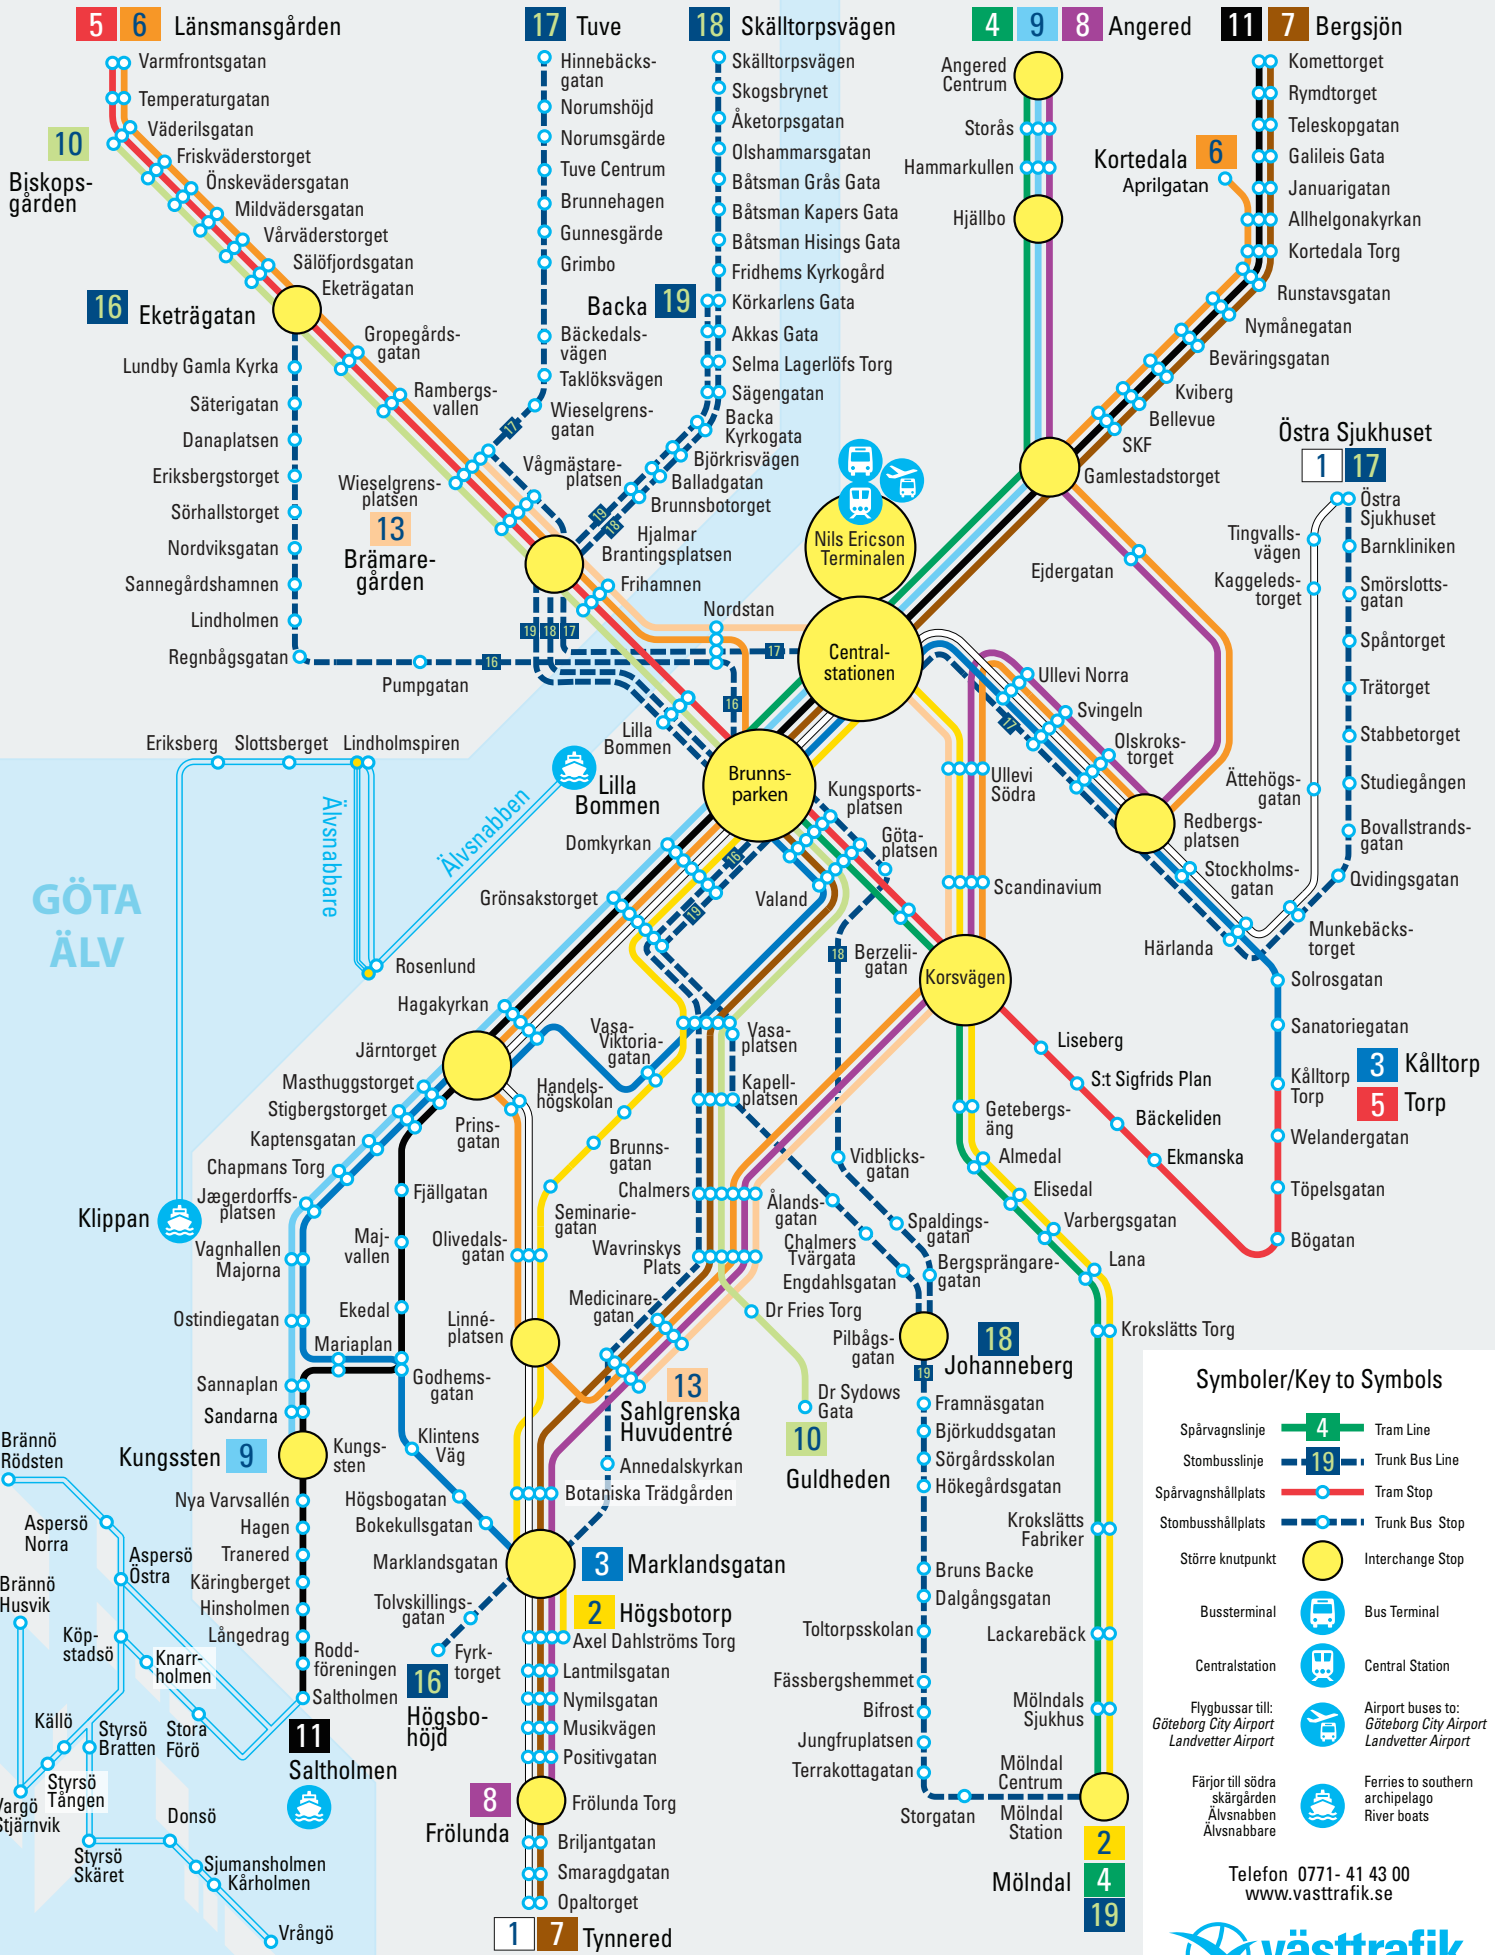 5 6 Länsmansgården
Varmfrontsgatan
Temperaturgatan
Väderilsgatan
Friskväderstorget
Önskevädersgatan
Mildvädersgatan
Vårväderstorget
Sälöfjordsgatan
Eketrägatan
10
Biskops-
gården
16 Eketrägatan
Gropegårds-
gatan
Rambergs-
vallen
Wieselgrens-
platsen
13
Brämare-
gården
Lundby Gamla Kyrka
Säterigatan
Danaplatsen
Eriksbergstorget
Sörhallstorget
Nordviksgatan
Sannegårdshamnen
Lindholmen
Regnbågsgatan
Pumpgatan
16
17 Tuve
Hinnebäcks-
gatan
Norumshöjd
Norumsgärde
Tuve Centrum
Brunnehagen
Gunnesgärde
Grimbo
Bäckedals-
vägen
Taklöksvägen
Wieselgrens-
gatan
17
Vågmästare-
platsen
18 Skälltorpsvägen
Skälltorpsvägen
Skogsbrynet
Åketorpsgatan
Olshammarsgatan
Båtsman Grås Gata
Båtsman Kapers Gata
Båtsman Hisings Gata
Fridhems Kyrkogård
Backa 19
Körkarlens Gata
Akkas Gata
Selma Lagerlöfs Torg
Sägengatan
Backa
Kyrkogata
Björkrisvägen
Balladgatan
Brunnsbotorget
19
18
Hjalmar
Brantingsplatsen
Frihamnen
Nordstan
19 18 17
17
16
Lilla
Bommen
4 9 8 Angered
Angered
Centrum
Storås
Hammarkullen
Hjällbo
11 7 Bergsjön
Komettorget
Rymdtorget
Teleskopgatan
Galileis Gata
Januarigatan
Allhelgonakyrkan
Kortedala Torg
Runstavsgatan
Nymånegatan
Beväringsgatan
Kviberg
Bellevue
SKF
Gamlestadstorget
Kortedala 6
Aprilgatan
Ejdergatan
Nils Ericson
Terminalen
Central-
stationen
Östra Sjukhuset
1 17
Östra
Sjukhuset
Tingvalls-
vägen
Kaggeleds-
torget
Ättehögs-
gatan
Barnkliniken
Smörslotts-
gatan
Spåntorget
Trätorget
Stabbetorget
Studiegången
Bovallstrands-
gatan
Qvidingsgatan
Munkebäcks-
torget
Ullevi Norra
Svingeln
Olskroks-
torget
17
Redbergs-
platsen
Stockholms-
gatan
Härlanda
Solrosgatan
Sanatoriegatan
3 Kålltorp
Kålltorp
Torp
5 Torp
Welandergatan
Töpelsgatan
Bögatan
Ullevi
Södra
Scandinavium
Eriksberg
Slottsberget
Lindholmspiren
Älvsnabbare
Älvsnabben
Lilla
Bommen
GÖTA
ÄLV
Rosenlund
Klippan
Brunns-
parken
Kungsports-
platsen
Göta-
platsen
Valand
18
Berzelii-
gatan
Korsvägen
Liseberg
S:t Sigfrids Plan
Bäckeliden
Ekmanska
Domkyrkan
16
Grönsakstorget
19
Hagakyrkan
Järntorget
Vasa-
Viktoria-
gatan
Vasa-
platsen
Handels-
högskolan
Kapell-
platsen
Masthuggstorget
Stigbergstorget
Kaptensgatan
Chapmans Torg
Jægerdorffs-
platsen
Vagnhallen
Majorna
Ostindiegatan
Prins-
gatan
Fjällgatan
Maj-
vallen
Ekedal
Mariaplan
Godhems-
gatan
Olivedals-
gatan
Linné-
platsen
Brunns-
gatan
Seminarie-
gatan
Chalmers
Wavrinskys
Plats
Medicinare-
gatan
Ålands-
gatan
Chalmers
Tvärgata
Engdahlsgatan
Vidblicks-
gatan
Spaldings-
gatan
Bergsprängare-
gatan
Getebergs-
äng
Almedal
Elisedal
Varbergsgatan
Lana
Krokslätts Torg
Dr Fries Torg
Dr Sydows
Gata
10
Guldheden
13
Sahlgrenska
Huvudentré
Annedalskyrkan
Botaniska Trädgården
Pilbågs-
gatan
18
Johanneberg
19
Framnäsgatan
Björkuddsgatan
Sörgårdsskolan
Hökegårdsgatan
Krokslätts
Fabriker
Bruns Backe
Dalgångsgatan
Toltorpsskolan
Lackarebäck
Fässbergshemmet
Bifrost
Jungfruplatsen
Terrakottagatan
Storgatan
Mölndals
Sjukhus
Mölndal
Centrum
Mölndal
Station
2
Mölndal 4
19
Sannaplan
Sandarna
Kungssten 9
Kungs-
sten
Nya Varvsallén
Hagen
Tranered
Käringberget
Hinsholmen
Långedrag
Rodd-
föreningen
Saltholmen
11
Saltholmen
Klintens
Väg
Högsbogatan
Bokekullsgatan
Marklandsgatan
3 Marklandsgatan
Tolvskillings-
gatan
Fyrk-
torget
16
Högsbo-
höjd
2 Högsbotorp
Axel Dahlströms Torg
Lantmilsgatan
Nymilsgatan
Musikvägen
Positivgatan
8
Frölunda
Frölunda Torg
Briljantgatan
Smaragdgatan
Opaltorget
1 7 Tynnered
Brännö
Rödsten
Aspersö
Norra
Aspersö
Östra
Brännö
Husvik
Köp-
stadsö
Knarr-
holmen
Källö
Styrsö
Bratten
Stora
Förö
Styrsö
Tången
Vargö
Stjärnvik
Donsö
Styrsö
Skäret
Sjumansholmen
Kårholmen
Vrångö
Symboler/Key to Symbols
Spårvagnslinje 4 Tram Line
Stombusslinje 19 Trunk Bus Line
Spårvagnshållplats Tram Stop
Stombusshållplats Trunk Bus Stop
Större knutpunkt Interchange Stop
Bussterminal Bus Terminal
Centralstation Central Station
Flygbussar till: Airport buses to:
Göteborg City Airport Göteborg City Airport
Landvetter Airport Landvetter Airport
Färjor till södra Ferries to southern
skärgården archipelago
Älvsnabben River boats
Älvsnabbare
Telefon 0771- 41 43 00
www.vasttrafik.se
västtrafik